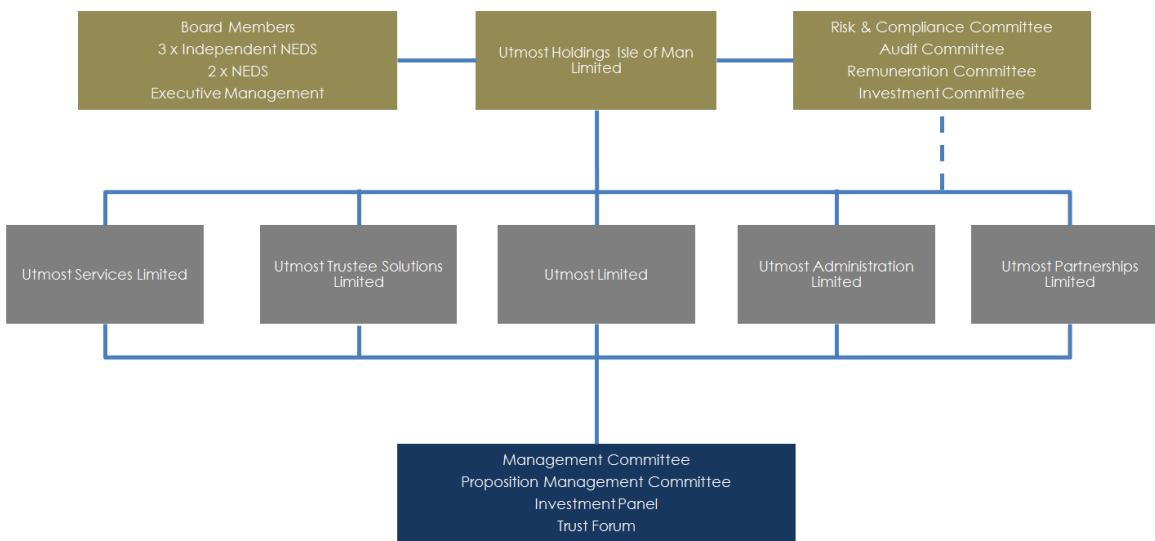 Board Members
3 x Independent NEDS
2 x NEDS
Executive Management
Utmost Holdings Isle of Man
Limited
Risk & Compliance Committee
Audit Committee
Remuneration Committee
Investment Committee
Utmost Services Limited
Utmost Trustee Solutions
Limited
Utmost Limited
Utmost Administration
Limited
Utmost Partnerships
Limited
Management Committee
Proposition Management Committee
Investment Panel
Trust Forum